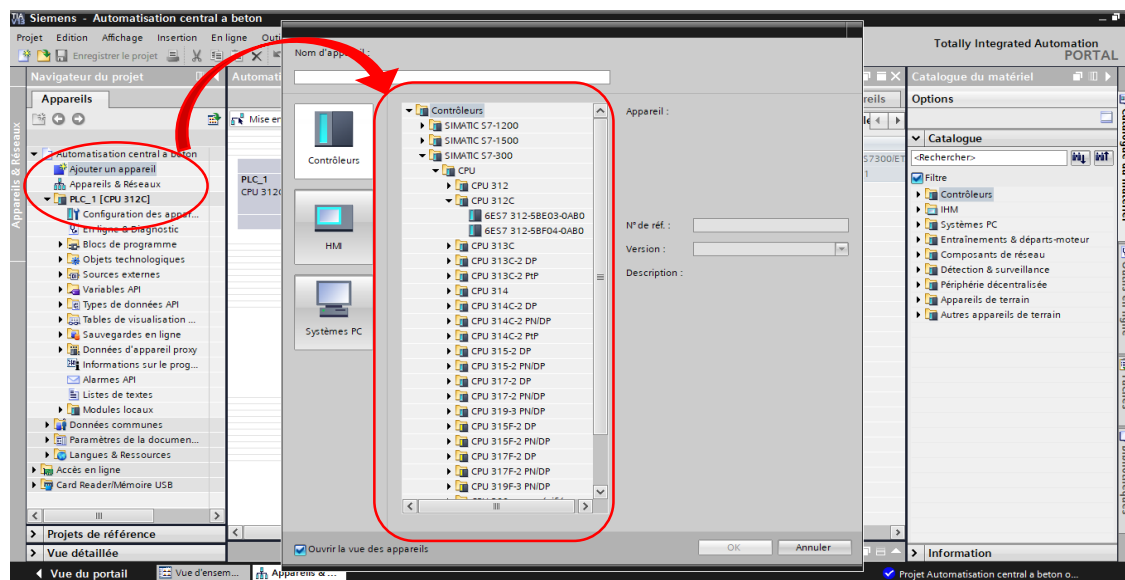 Siemens - Automatisation central a beton
Projet Edition Affichage Insertion En ligne Outi
Enregistrer le projet
Totally Integrated Automation
PORTAL
Navigateur du projet
Appareils
Automatisation central a beton
Ajouter un appareil
Appareils & Réseaux
PLC_1 [CPU 312C]
Configuration des appar...
En ligne & Diagnostic
Blocs de programme
Objets technologiques
Sources externes
Variables API
Types de données API
Tables de visualisation ...
Sauvegardes en ligne
Données d'appareil proxy
Informations sur le prog...
Alarmes API
Listes de textes
Modules locaux
Données communes
Paramètres de la documen...
Langues & Ressources
Accès en ligne
Card Reader/Mémoire USB
Projets de référence
Vue détaillée
Appareils & Réseaux
Automati
Mise en
PLC_1
CPU 312C
Nom d'appareil :
Contrôleurs
HMI
Systèmes PC
Contrôleurs
SIMATIC S7-1200
SIMATIC S7-1500
SIMATIC S7-300
CPU
CPU 312
CPU 312C
6ES7 312-5BE03-0AB0
6ES7 312-5BF04-0AB0
CPU 313C
CPU 313C-2 DP
CPU 313C-2 PtP
CPU 314
CPU 314C-2 DP
CPU 314C-2 PN/DP
CPU 314C-2 PtP
CPU 315-2 DP
CPU 315-2 PN/DP
CPU 317-2 DP
CPU 317-2 PN/DP
CPU 319-3 PN/DP
CPU 315F-2 DP
CPU 315F-2 PN/DP
CPU 317F-2 DP
CPU 317F-2 PN/DP
CPU 319F-3 PN/DP
Appareil :
N° de réf. :
Version :
Description :
Ouvrir la vue des appareils
OK
Annuler
reils
S7300/ET
Catalogue du matériel
Options
Catalogue
<Rechercher>
Filtre
Contrôleurs
IHM
Systèmes PC
Entraînements & départs-moteur
Composants de réseau
Détection & surveillance
Périphérie décentralisée
Appareils de terrain
Autres appareils de terrain
Information
Vue du portail
Vue d'ensem...
Appareils & ...
Projet Automatisation central a beton o...